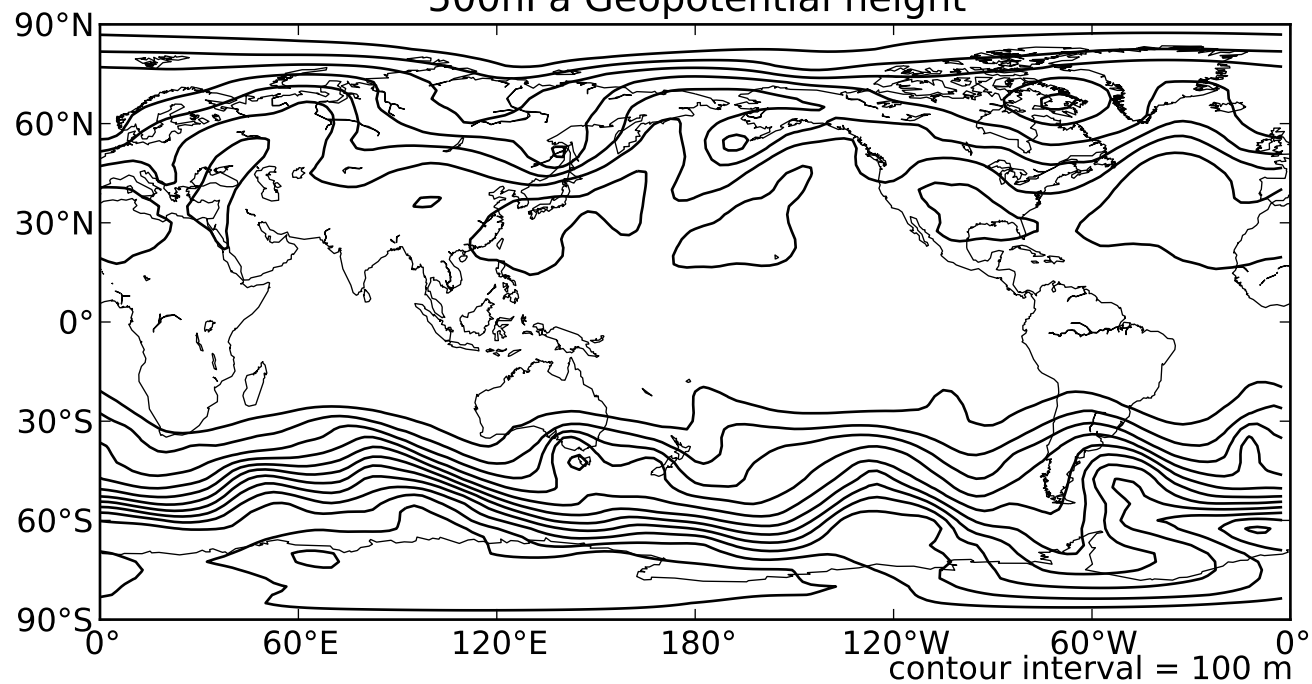 500hPa Geopotential height
90°N
60°N
30°N
0°
30°S
60°S
90°S
0° 60°E 120°E 180° 120°W 60°W 0°
contour interval = 100 m